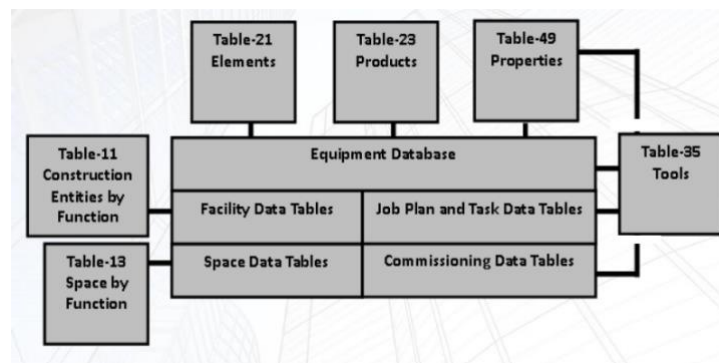 Table-21
Elements
Table-23
Products
Table-49
Properties
Table-11
Construction
Entities by
Function
Equipment Database
Table-35
Tools
Facility Data Tables
Job Plan and Task Data Tables
Table-13
Space by
Function
Space Data Tables
Commissioning Data Tables